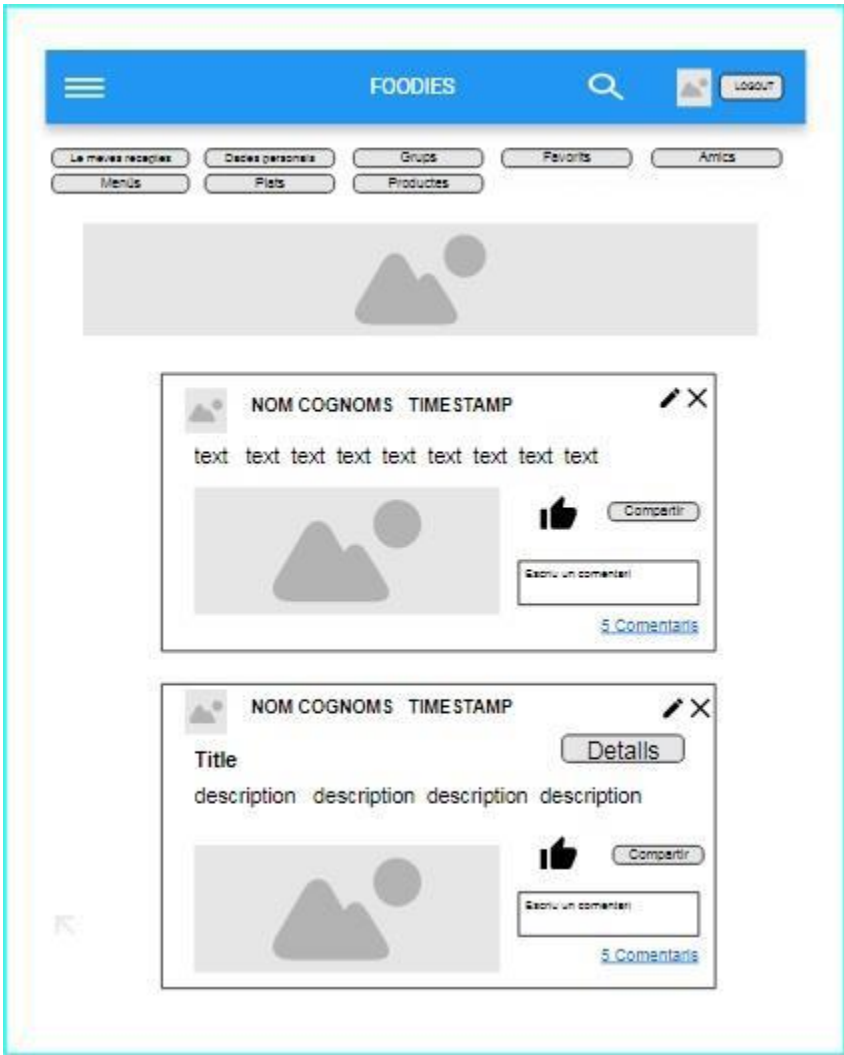 FOODIES LOGOUT
Le meves receptes Dades personals Grups Favorits Amics
Menús Plats Productes
NOM COGNOMS TIMESTAMP
text text text text text text text text text
Compartir
Escriu un comentari
5 Comentaris
NOM COGNOMS TIMESTAMP
Title Detalls
description description description description
Compartir
Escriu un comentari
5 Comentaris